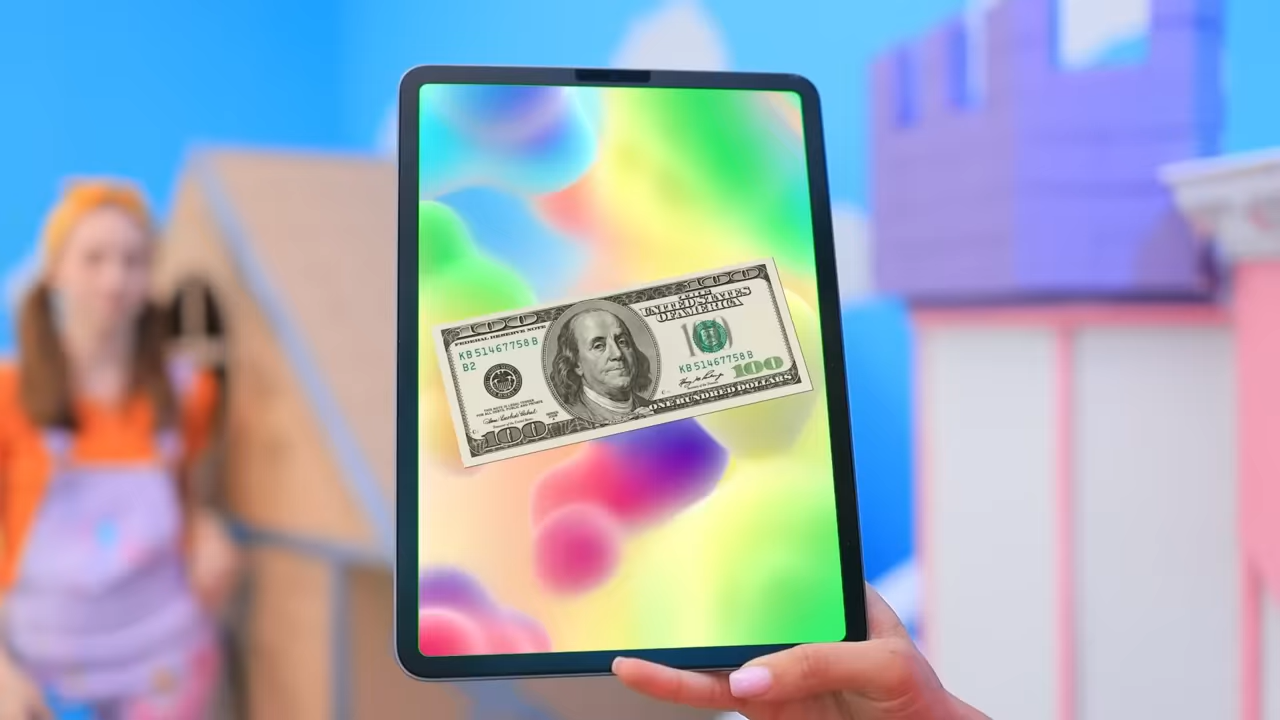 100
100
FEDERAL RESERVE NOTE
THE
UNITED STATES
OF AMERICA
KB 51467758 B
B2
KB 51467758 B
100
100
ONE HUNDRED DOLLARS